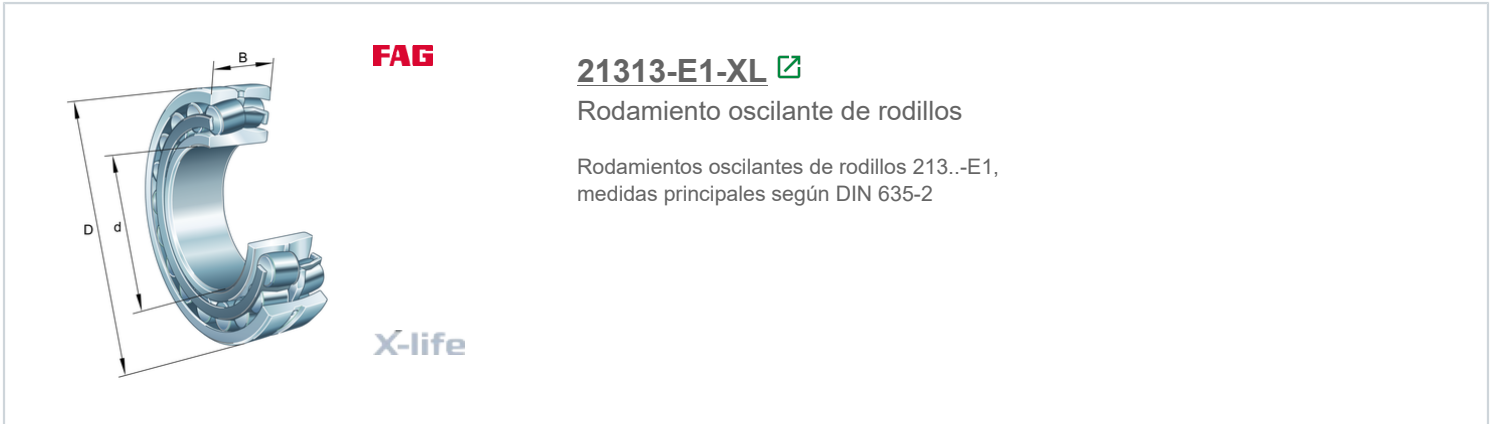 B
FAG
21313-E1-XL
Rodamiento oscilante de rodillos
Rodamientos oscilantes de rodillos 213..-E1,
medidas principales según DIN 635-2
D
d
X-life